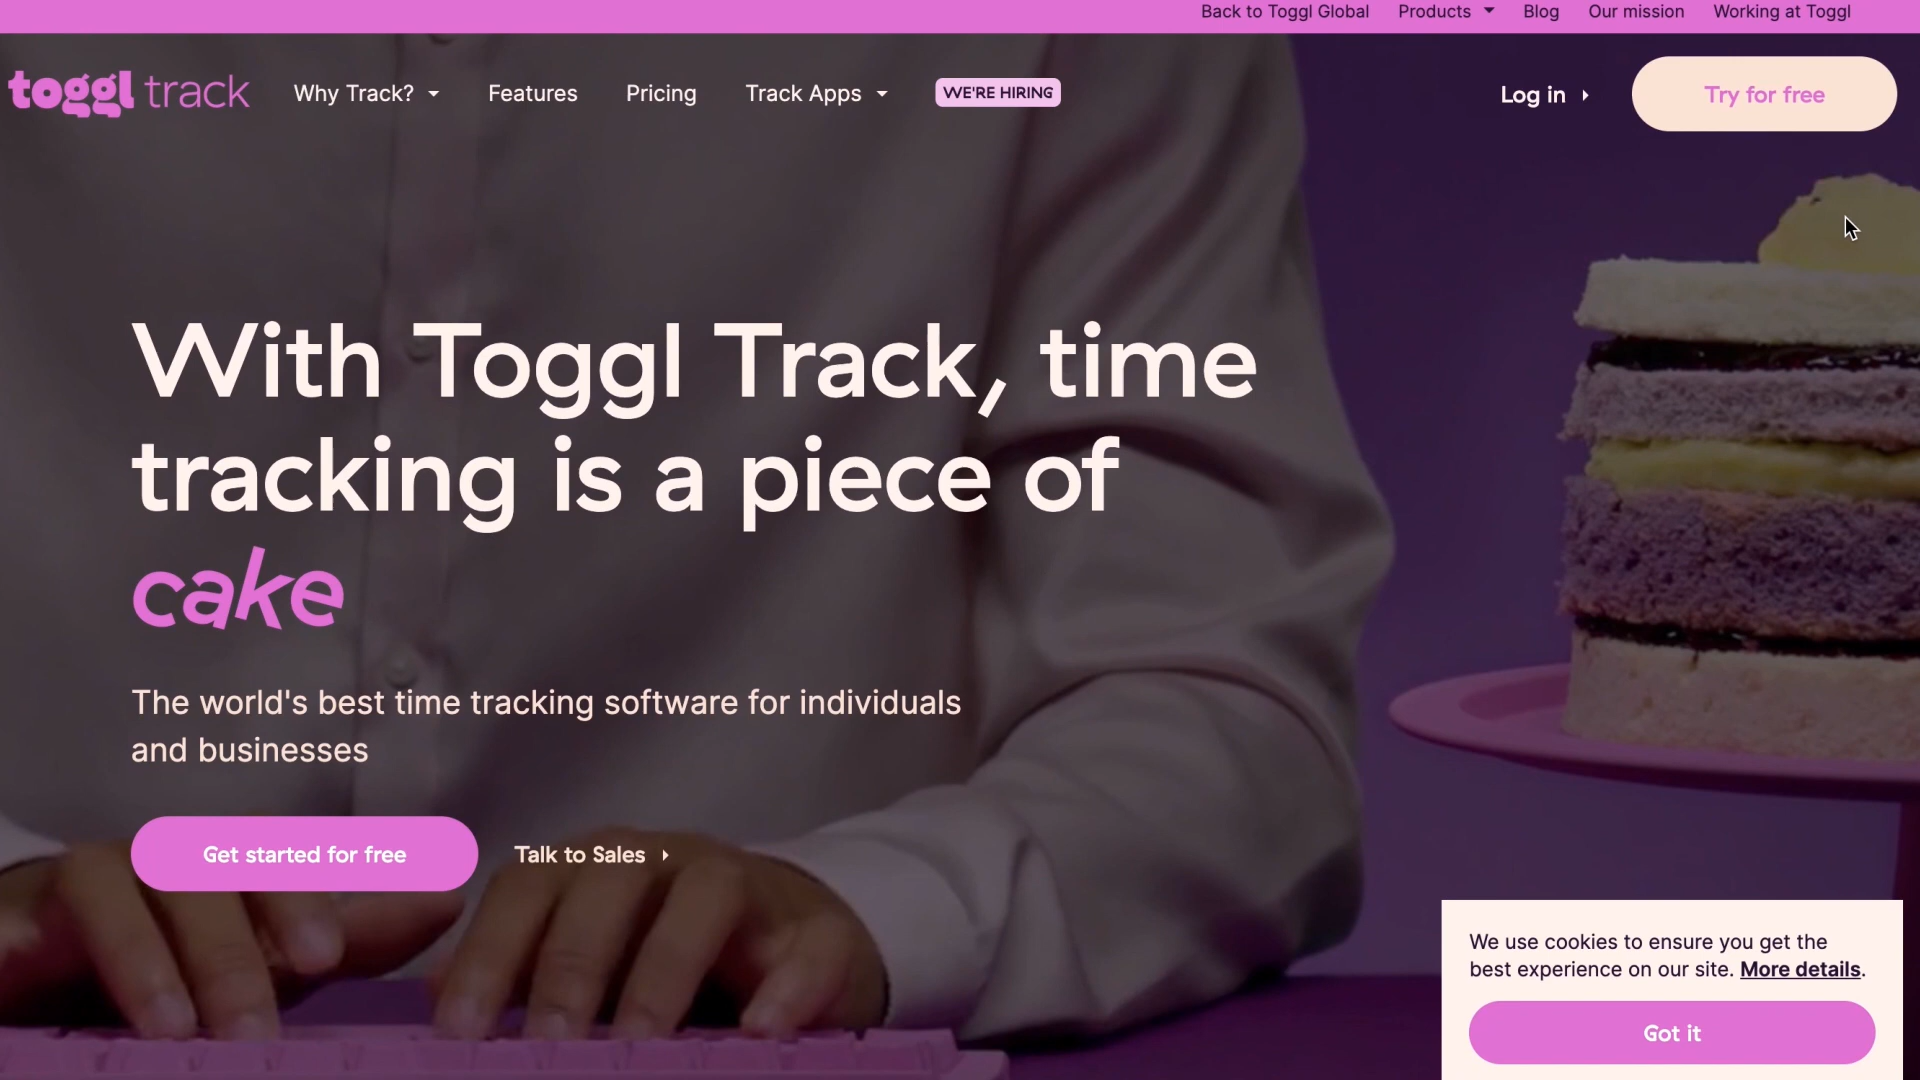 Back to Toggl Global Products Blog Our mission Working at Toggl
toggl track Why Track? Features Pricing Track Apps WE'RE HIRING Log in Try for free
With Toggl Track, time
tracking is a piece of
cake
The world's best time tracking software for individuals
and businesses
Get started for free Talk to Sales
We use cookies to ensure you get the
best experience on our site. More details.
Got it